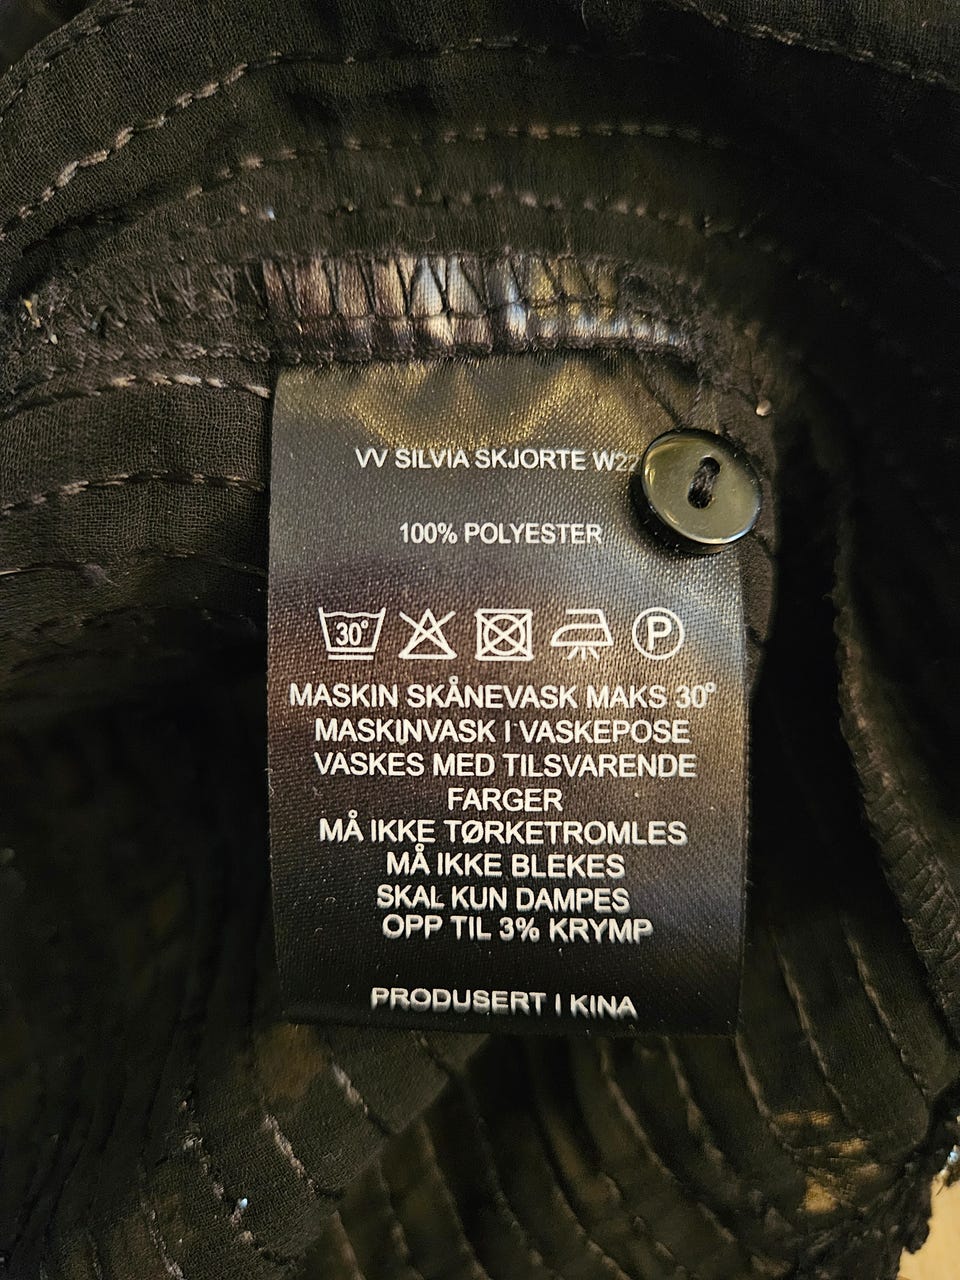 VV SILVIA SKJORTE W22
100% POLYESTER
30° P
MASKIN SKÅNEVASK MAKS 30°
MASKINVASK I VASKEPOSE
VASKES MED TILSVARENDE
FARGER
MÅ IKKE TØRKETROMLES
MÅ IKKE BLEKES
SKAL KUN DAMPES
OPP TIL 3% KRYMP
PRODUSERT I KINA